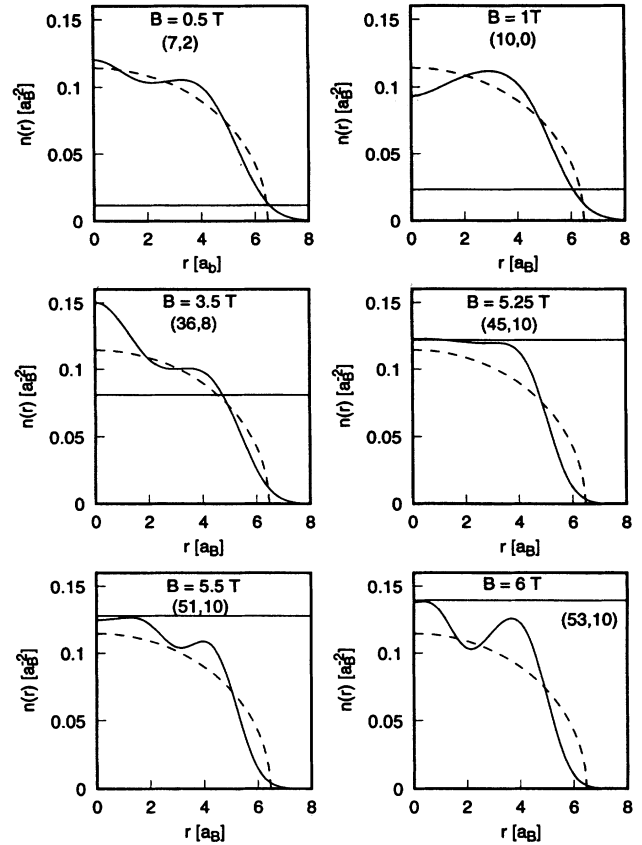 B = 0.5 T
(7,2)
0.15
0.1
0.05
0
n(r) [a_B^-2]
0 2 4 6 8
r [a_b]
B = 1T
(10,0)
0.15
0.1
0.05
0
n(r) [a_B^-2]
0 2 4 6 8
r [a_B]
B = 3.5 T
(36,8)
0.15
0.1
0.05
0
n(r) [a_B^-2]
0 2 4 6 8
r [a_B]
B = 5.25 T
(45,10)
0.15
0.1
0.05
0
n(r) [a_B^-2]
0 2 4 6 8
r [a_B]
B = 5.5 T
(51,10)
0.15
0.1
0.05
0
n(r) [a_B^-2]
0 2 4 6 8
r [a_B]
B = 6 T
(53,10)
0.15
0.1
0.05
0
n(r) [a_B^-2]
0 2 4 6 8
r [a_B]